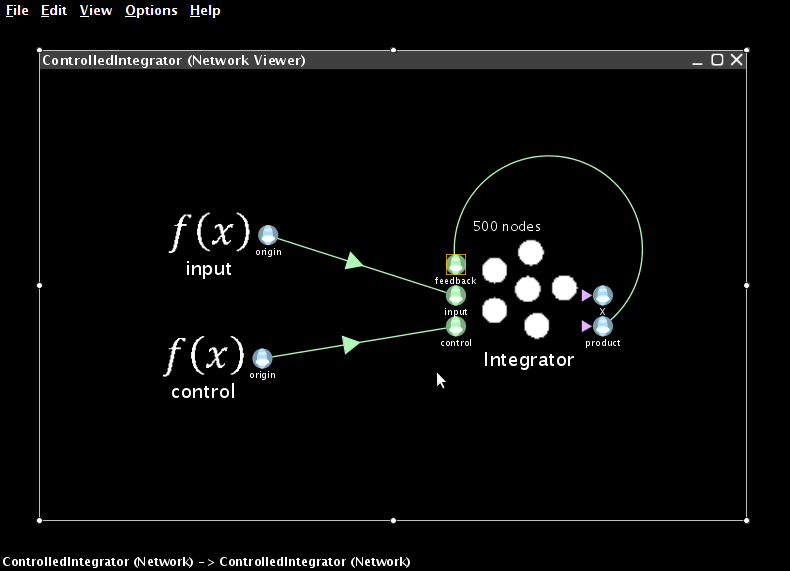 File Edit View Options Help
ControlledIntegrator (Network Viewer)
500 nodes
f(x)
origin
input
feedback
input
X
control
product
f(x)
origin
control
Integrator
ControlledIntegrator (Network) -> ControlledIntegrator (Network)